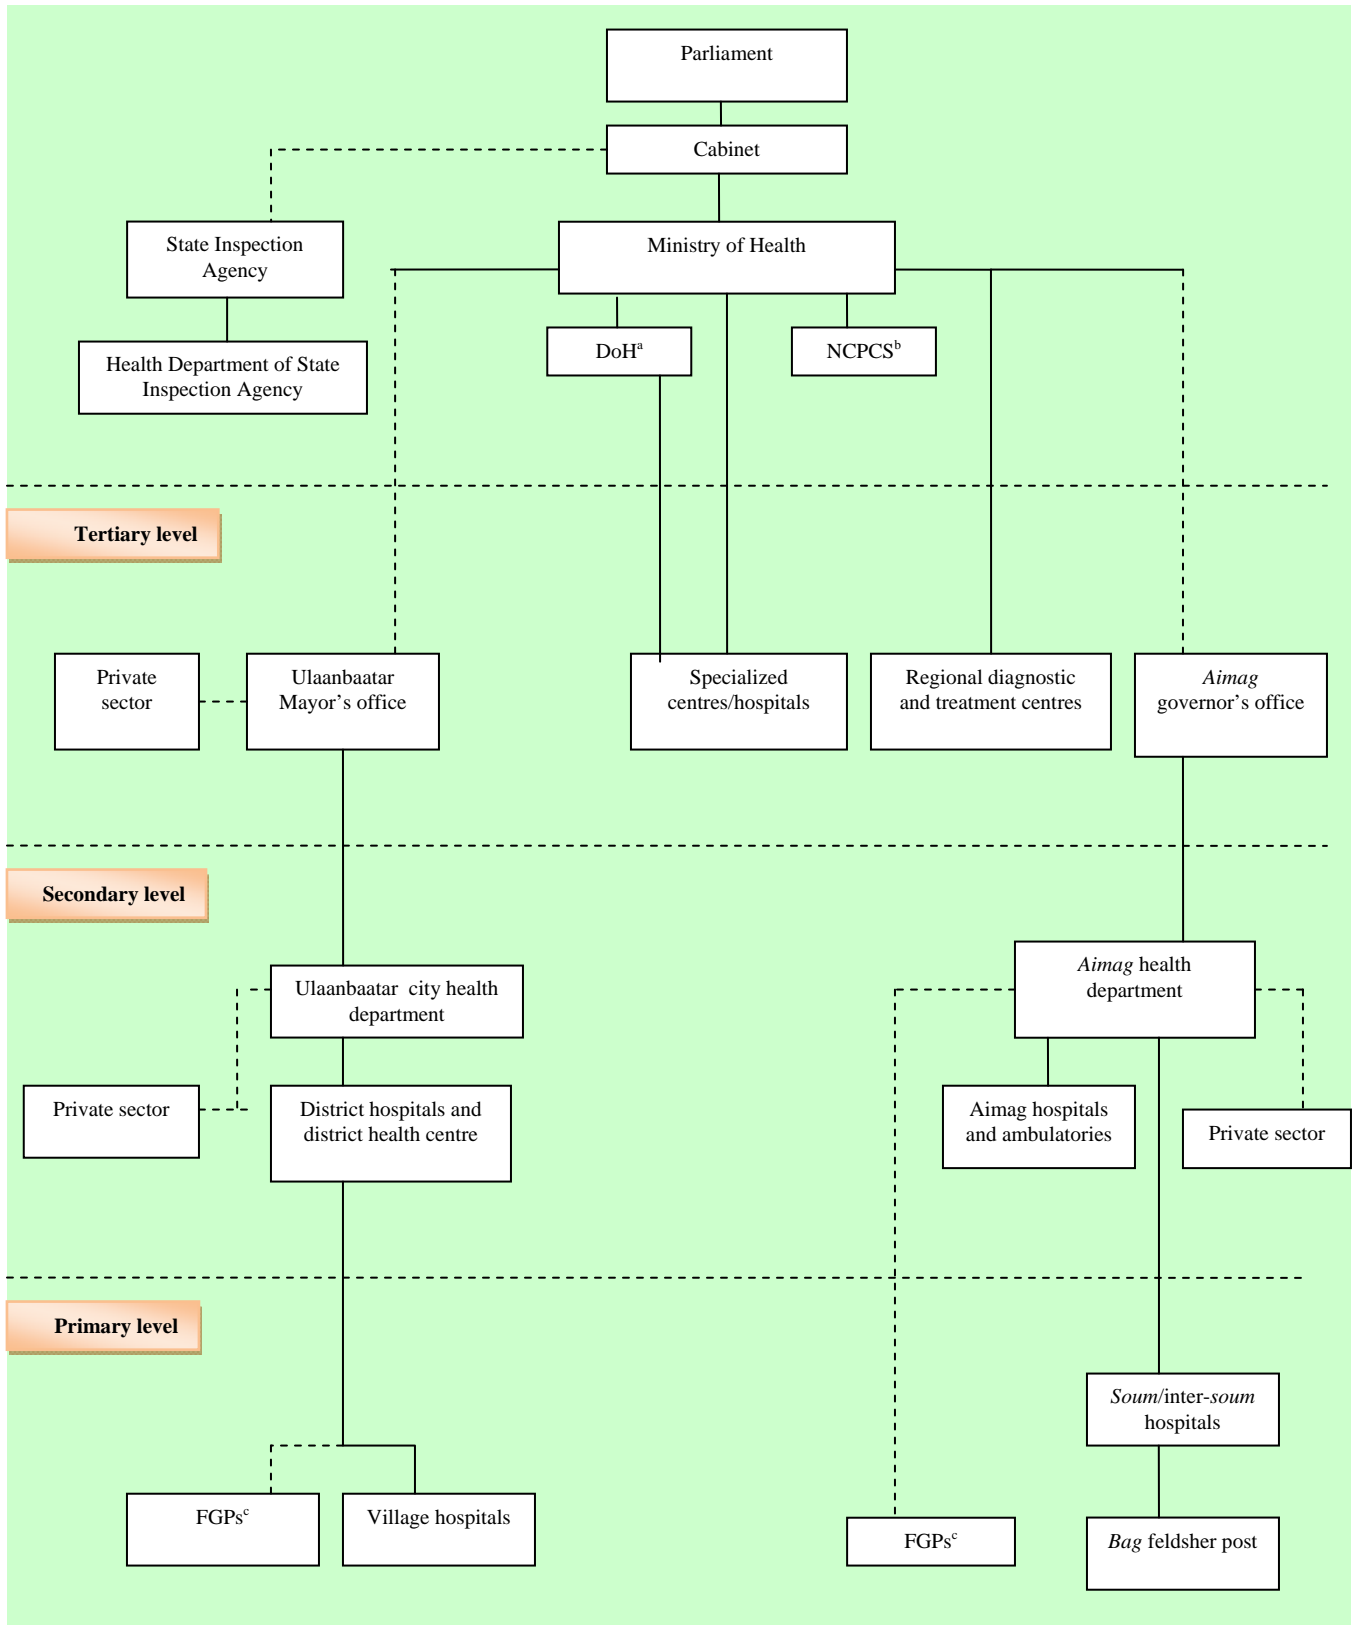 Parliament
Cabinet
State Inspection
Agency
Ministry of Health
Health Department of State
Inspection Agency
DoHᵃ
NCPCSᵇ
Tertiary level
Private
sector
Ulaanbaatar
Mayor’s office
Specialized
centres/hospitals
Regional diagnostic
and treatment centres
Aimag
governor’s office
Secondary level
Ulaanbaatar city health
department
Aimag health
department
Private sector
District hospitals and
district health centre
Aimag hospitals
and ambulatories
Private sector
Primary level
Soum/inter-soum
hospitals
FGPsᶜ
Village hospitals
FGPsᶜ
Bag feldsher post